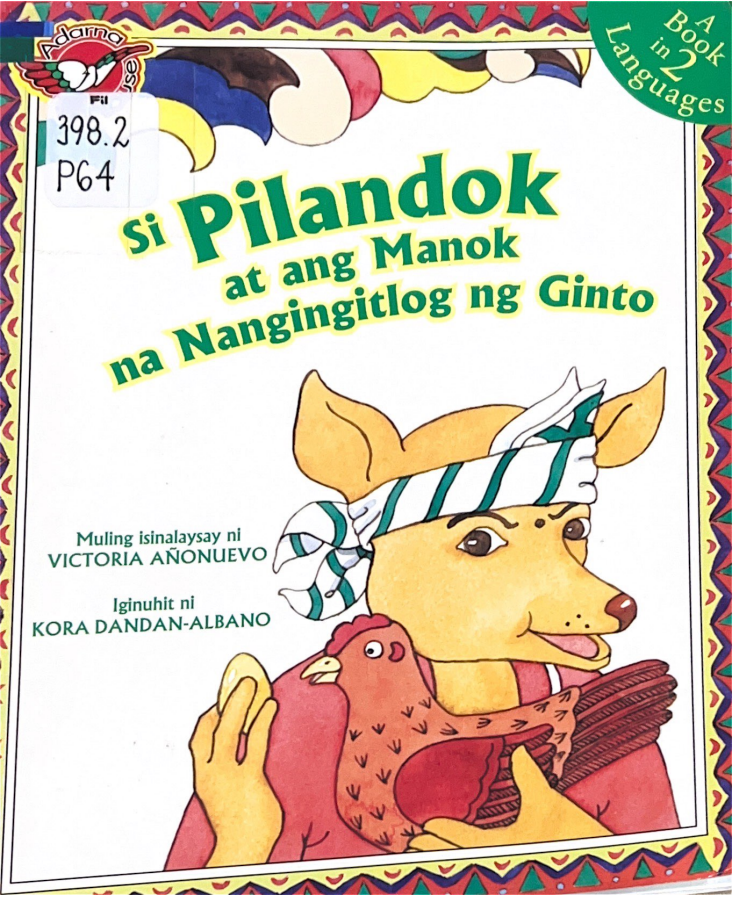 Adarna
House
Fil
398.2
P64
A
Book
in 2
Languages
Si Pilandok
at ang Manok
na Nangingitlog ng Ginto
Muling isinalaysay ni
VICTORIA AÑONUEVO
Iginuhit ni
KORA DANDAN-ALBANO